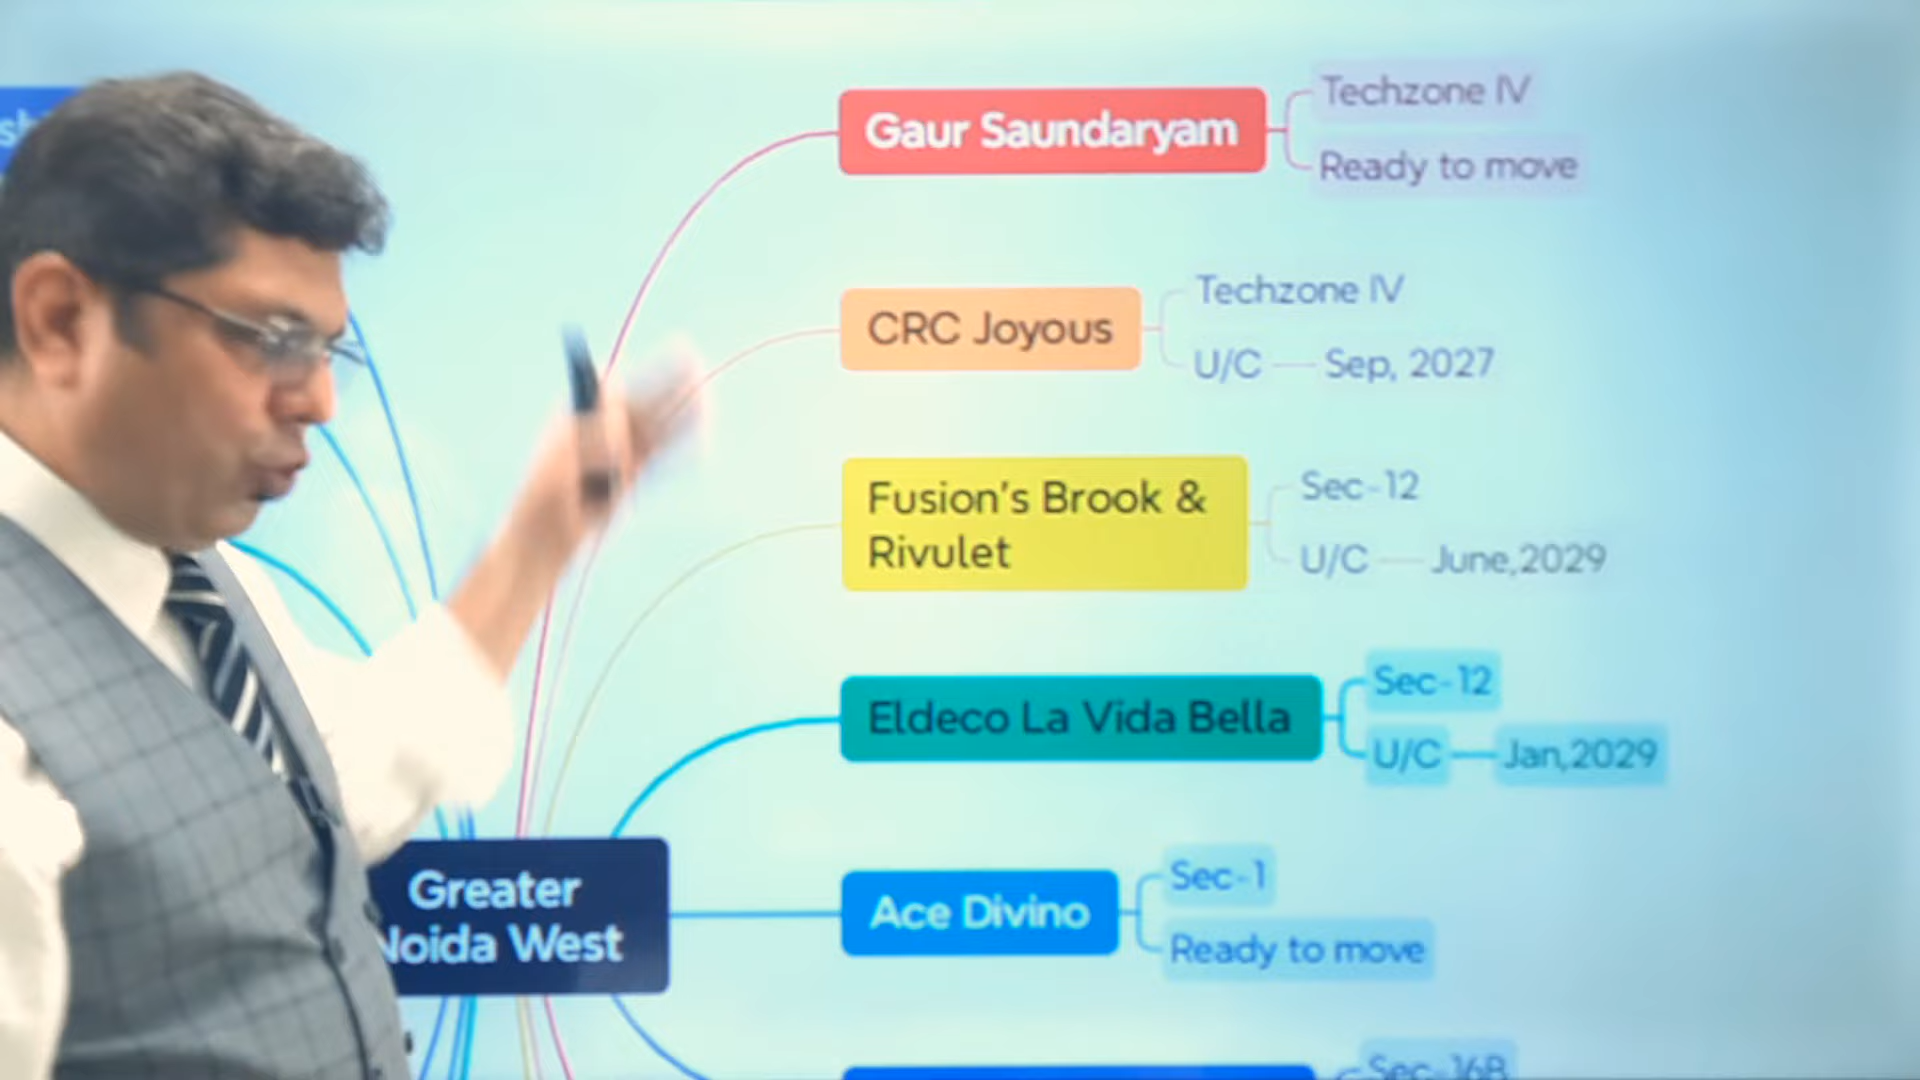 Gaur Saundaryam
Techzone IV
Ready to move
CRC Joyous
Techzone IV
U/C
Sep, 2027
Fusion's Brook &
Rivulet
Sec-12
U/C
June,2029
Eldeco La Vida Bella
Sec-12
U/C
Jan,2029
Greater
Noida West
Ace Divino
Sec-1
Ready to move
Sec-16B